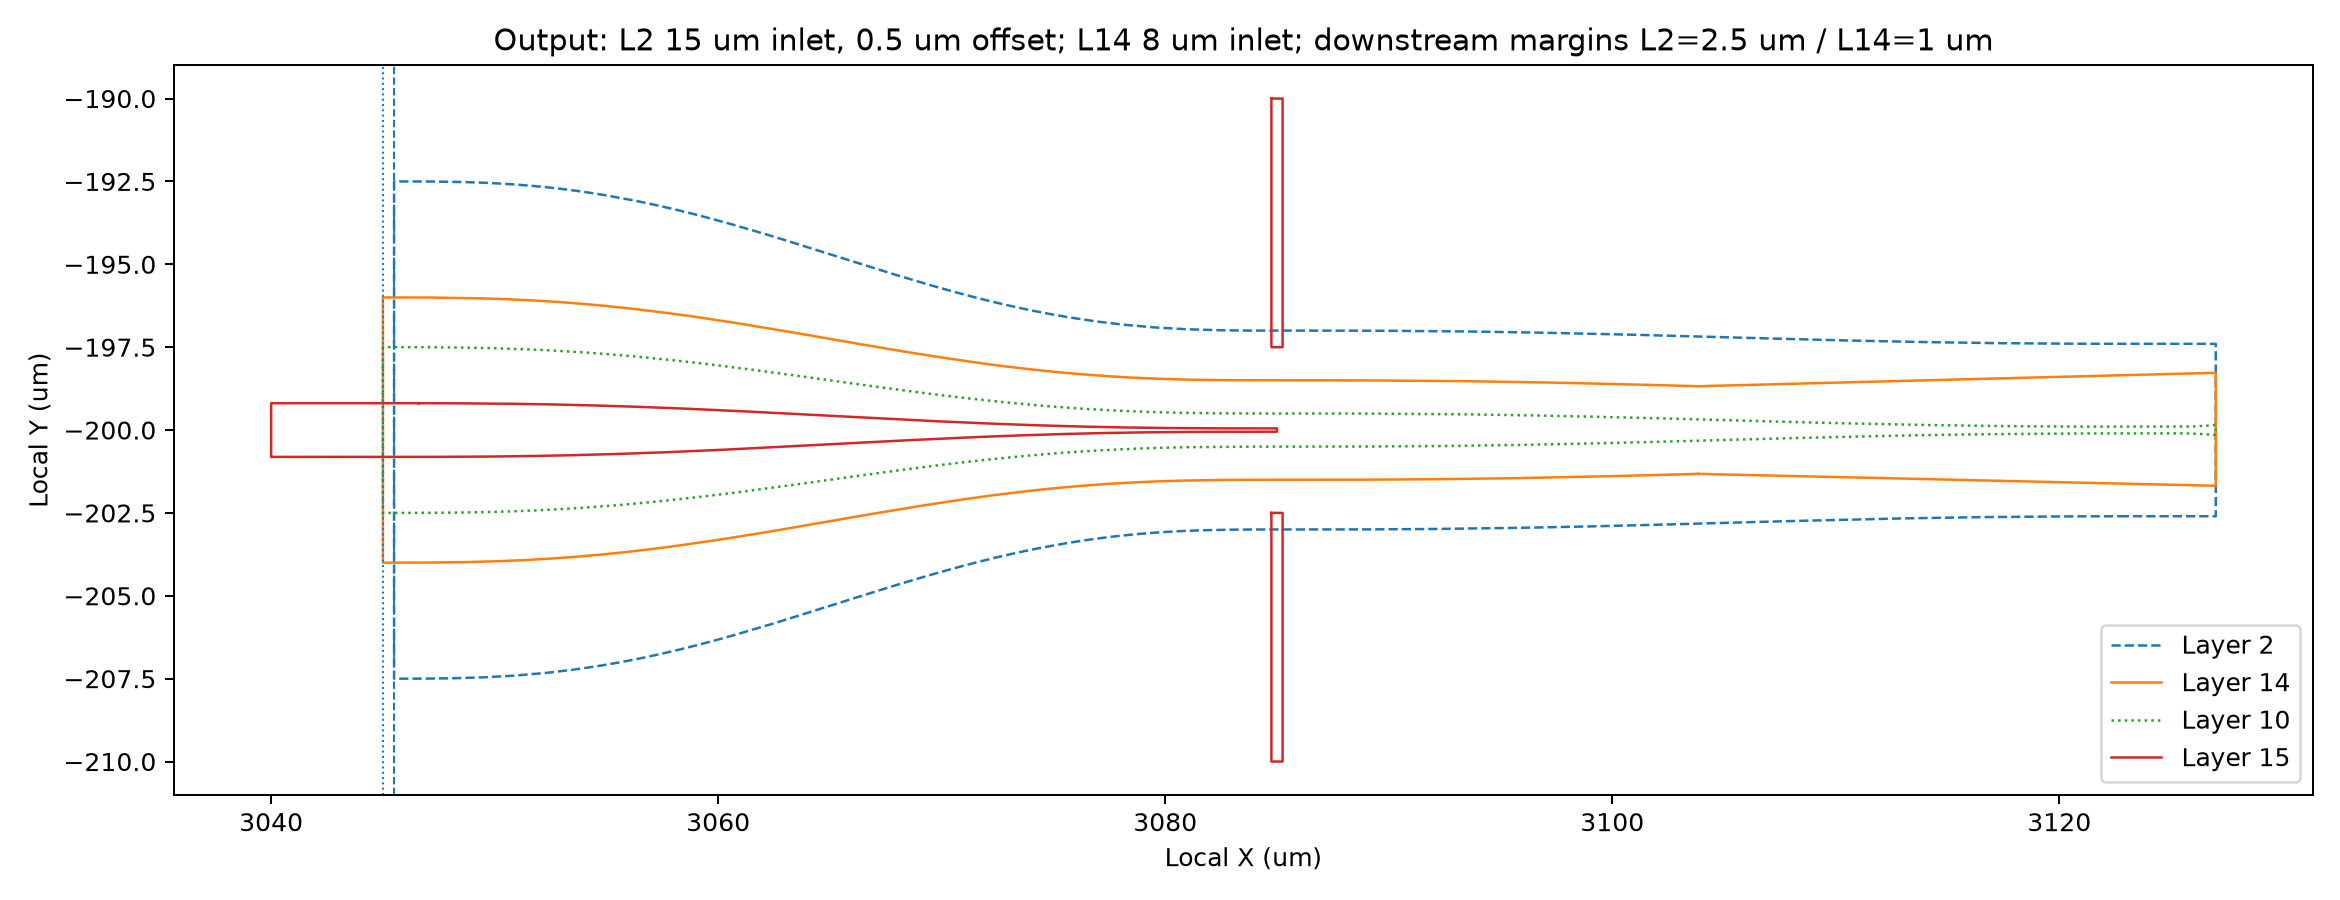 Output: L2 15 um inlet, 0.5 um offset; L14 8 um inlet; downstream margins L2=2.5 um / L14=1 um
Local Y (um)
−190.0
−192.5
−195.0
−197.5
−200.0
−202.5
−205.0
−207.5
−210.0
Layer 2
Layer 14
Layer 10
Layer 15
3040 3060 3080 3100 3120
Local X (um)